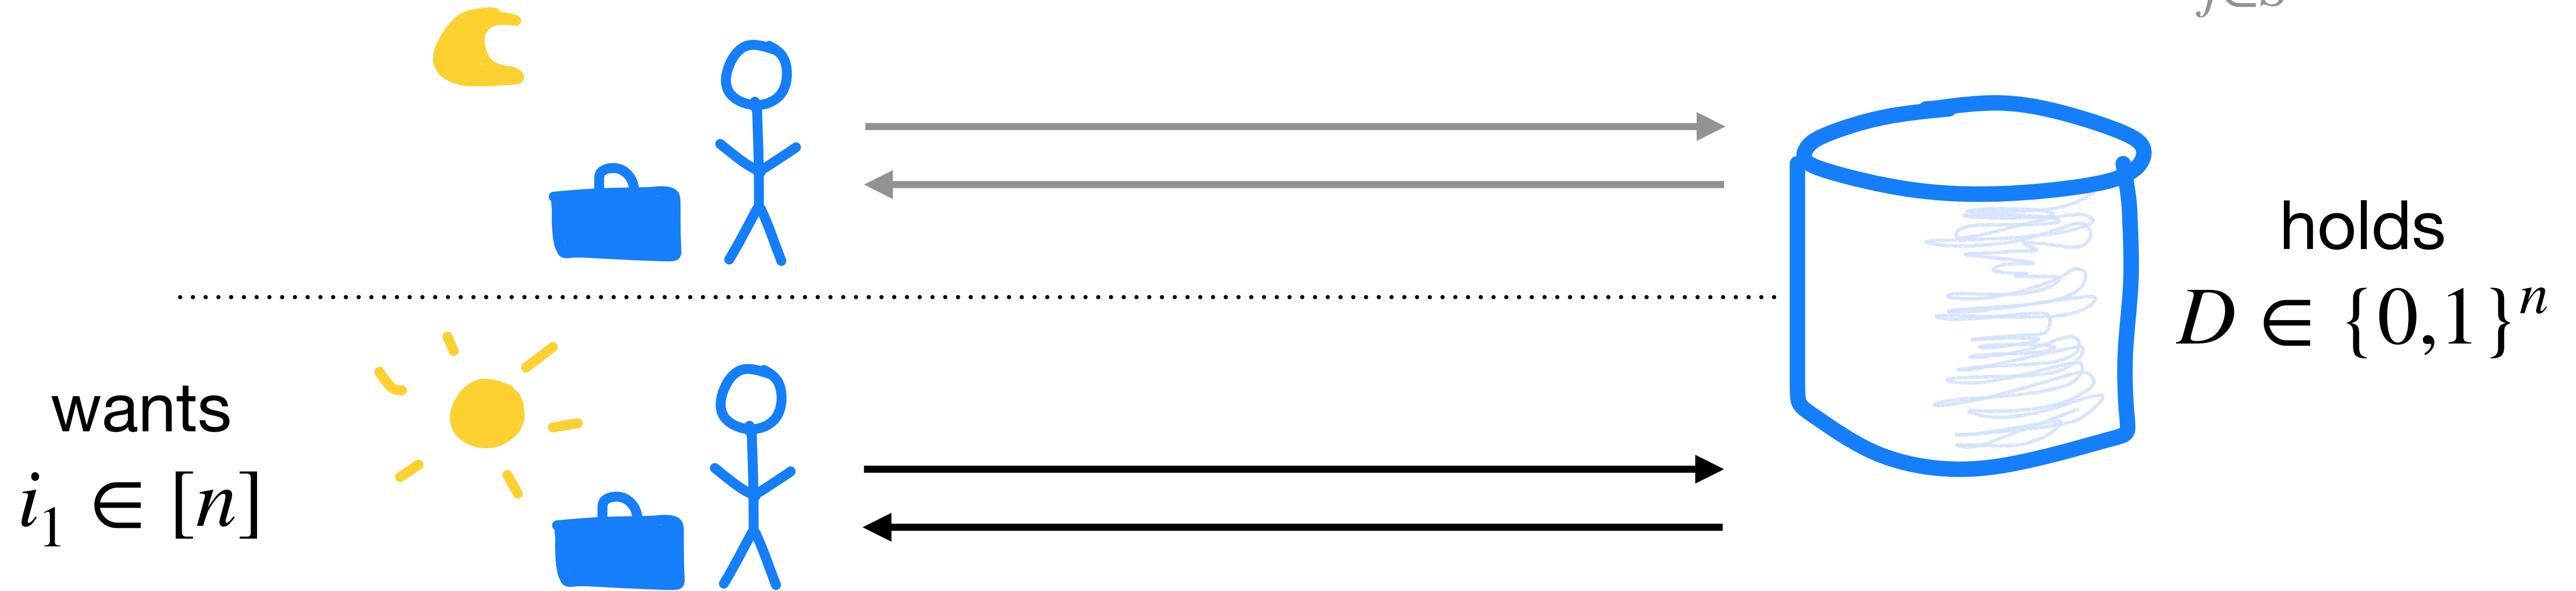 j∈S
holds
D ∈ {0,1}ⁿ
wants
i₁ ∈ [n]